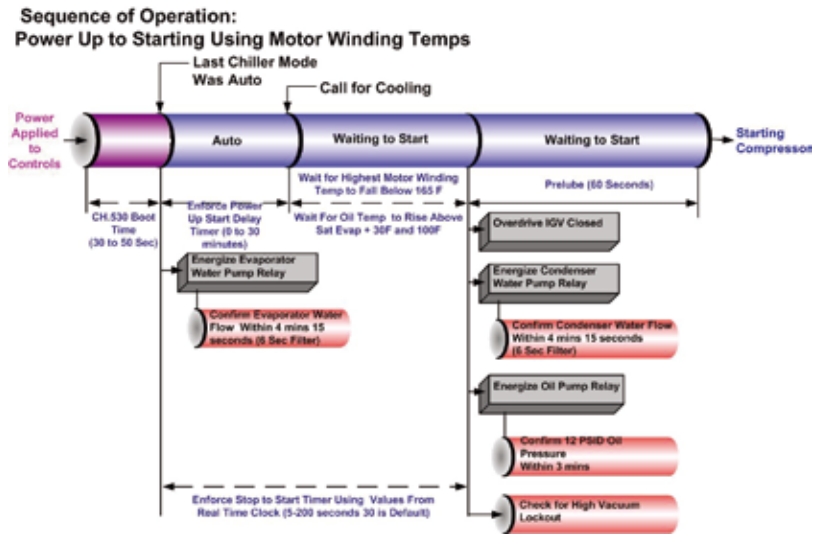 Sequence of Operation:
Power Up to Starting Using Motor Winding Temps
Last Chiller Mode
Was Auto
Call for Cooling
Power
Applied
to
Controls
Auto
Waiting to Start
Waiting to Start
Starting
Compressor
CH.530 Boot
Time
(30 to 50 Sec)
Enforce Power
Up Start Delay
Timer (0 to 30
minutes)
Wait for Highest Motor Winding
Temp to Fall Below 165 F
Wait For Oil Temp to Rise Above
Sat Evap + 30F and 100F
Prelube (60 Seconds)
Overdrive IGV Closed
Energize Evaporator
Water Pump Relay
Confirm Evaporator Water
Flow Within 4 mins 15
seconds (6 Sec Filter)
Energize Condenser
Water Pump Relay
Confirm Condenser Water Flow
Within 4 mins 15 seconds
(6 Sec Filter)
Energize Oil Pump Relay
Confirm 12 PSID Oil
Pressure
Within 3 mins
Enforce Stop to Start Timer Using Values From
Real Time Clock (5-200 seconds 30 is Default)
Check for High Vacuum
Lockout